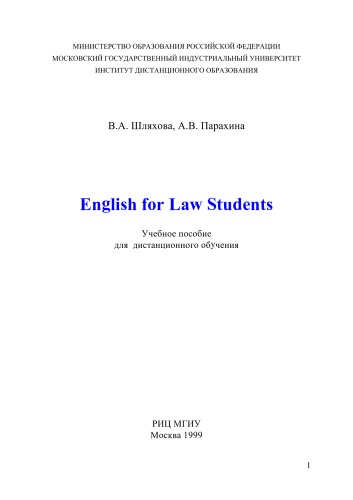 МИНИСТЕРСТВО ОБРАЗОВАНИЯ РОССИЙСКОЙ ФЕДЕРАЦИИ
МОСКОВСКИЙ ГОСУДАРСТВЕННЫЙ ИНДУСТРИАЛЬНЫЙ УНИВЕРСИТЕТ
ИНСТИТУТ ДИСТАНЦИОННОГО ОБРАЗОВАНИЯ
В.А. Шляхова, А.В. Парахина
English for Law Students
Учебное пособие
для дистанционного обучения
РИЦ МГИУ
Москва 1999
1